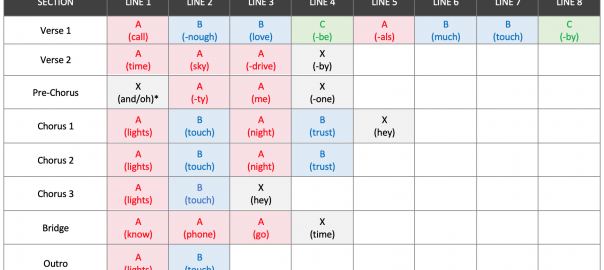 SECTION LINE 1 LINE 2 LINE 3 LINE 4 LINE 5 LINE 6 LINE 7 LINE 8
Verse 1 A (call) B (-nough) B (love) C (-be) A (-als) B (much) B (touch) C (-by)
Verse 2 A (time) A (sky) A (-drive) X (-by)
Pre-Chorus X (and/oh)* A (-ty) A (me) X (-one)
Chorus 1 A (lights) B (touch) A (night) B (trust) X (hey)
Chorus 2 A (lights) B (touch) A (night) B (trust)
Chorus 3 A (lights) B (touch) X (hey)
Bridge A (know) A (phone) A (go) X (time)
Outro A (lights) B (touch)